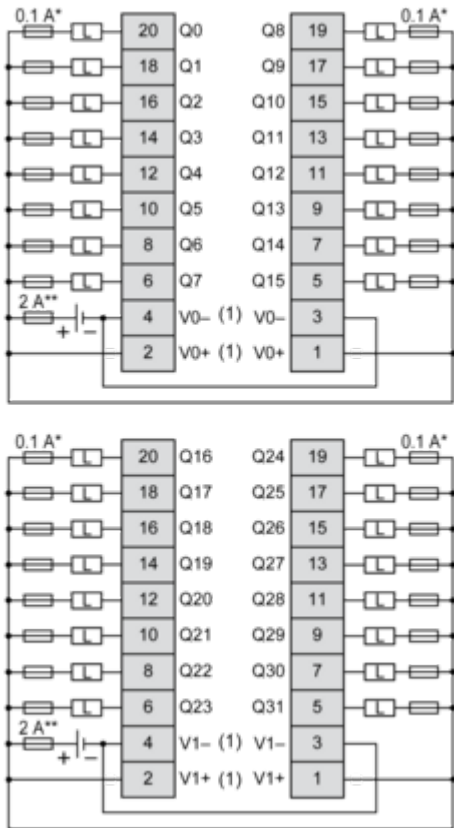 0.1 A* 0.1 A*
L 20 Q0 Q8 19 L
L 18 Q1 Q9 17 L
L 16 Q2 Q10 15 L
L 14 Q3 Q11 13 L
L 12 Q4 Q12 11 L
L 10 Q5 Q13 9 L
L 8 Q6 Q14 7 L
L 6 Q7 Q15 5 L
2 A** + – 4 V0– (1) V0– 3
2 V0+ (1) V0+ 1
0.1 A* 0.1 A*
L 20 Q16 Q24 19 L
L 18 Q17 Q25 17 L
L 16 Q18 Q26 15 L
L 14 Q19 Q27 13 L
L 12 Q20 Q28 11 L
L 10 Q21 Q29 9 L
L 8 Q22 Q30 7 L
L 6 Q23 Q31 5 L
2 A** + – 4 V1– (1) V1– 3
2 V1+ (1) V1+ 1